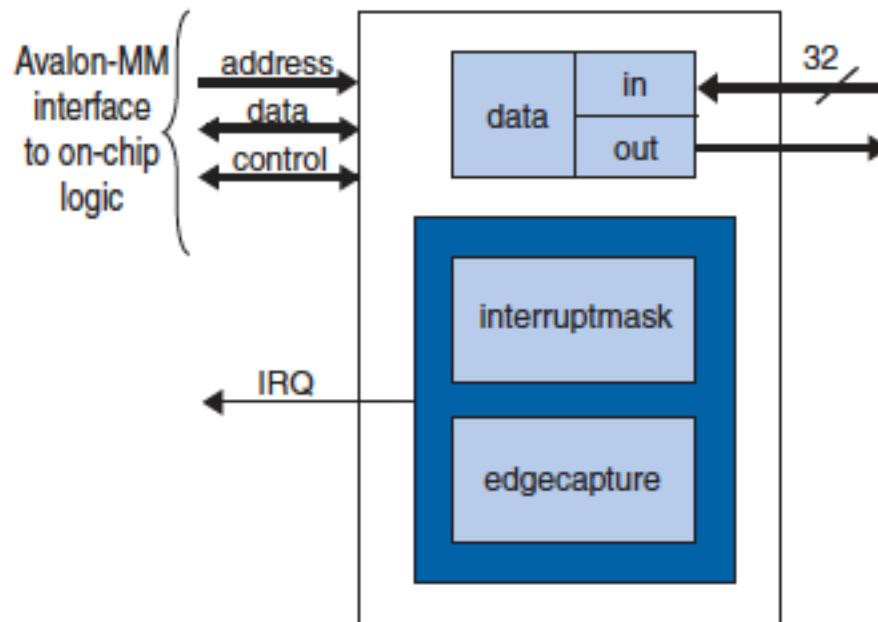 Avalon-MM
interface
to on-chip
logic
address
data
control
IRQ
data
in
out
32
interruptmask
edgecapture